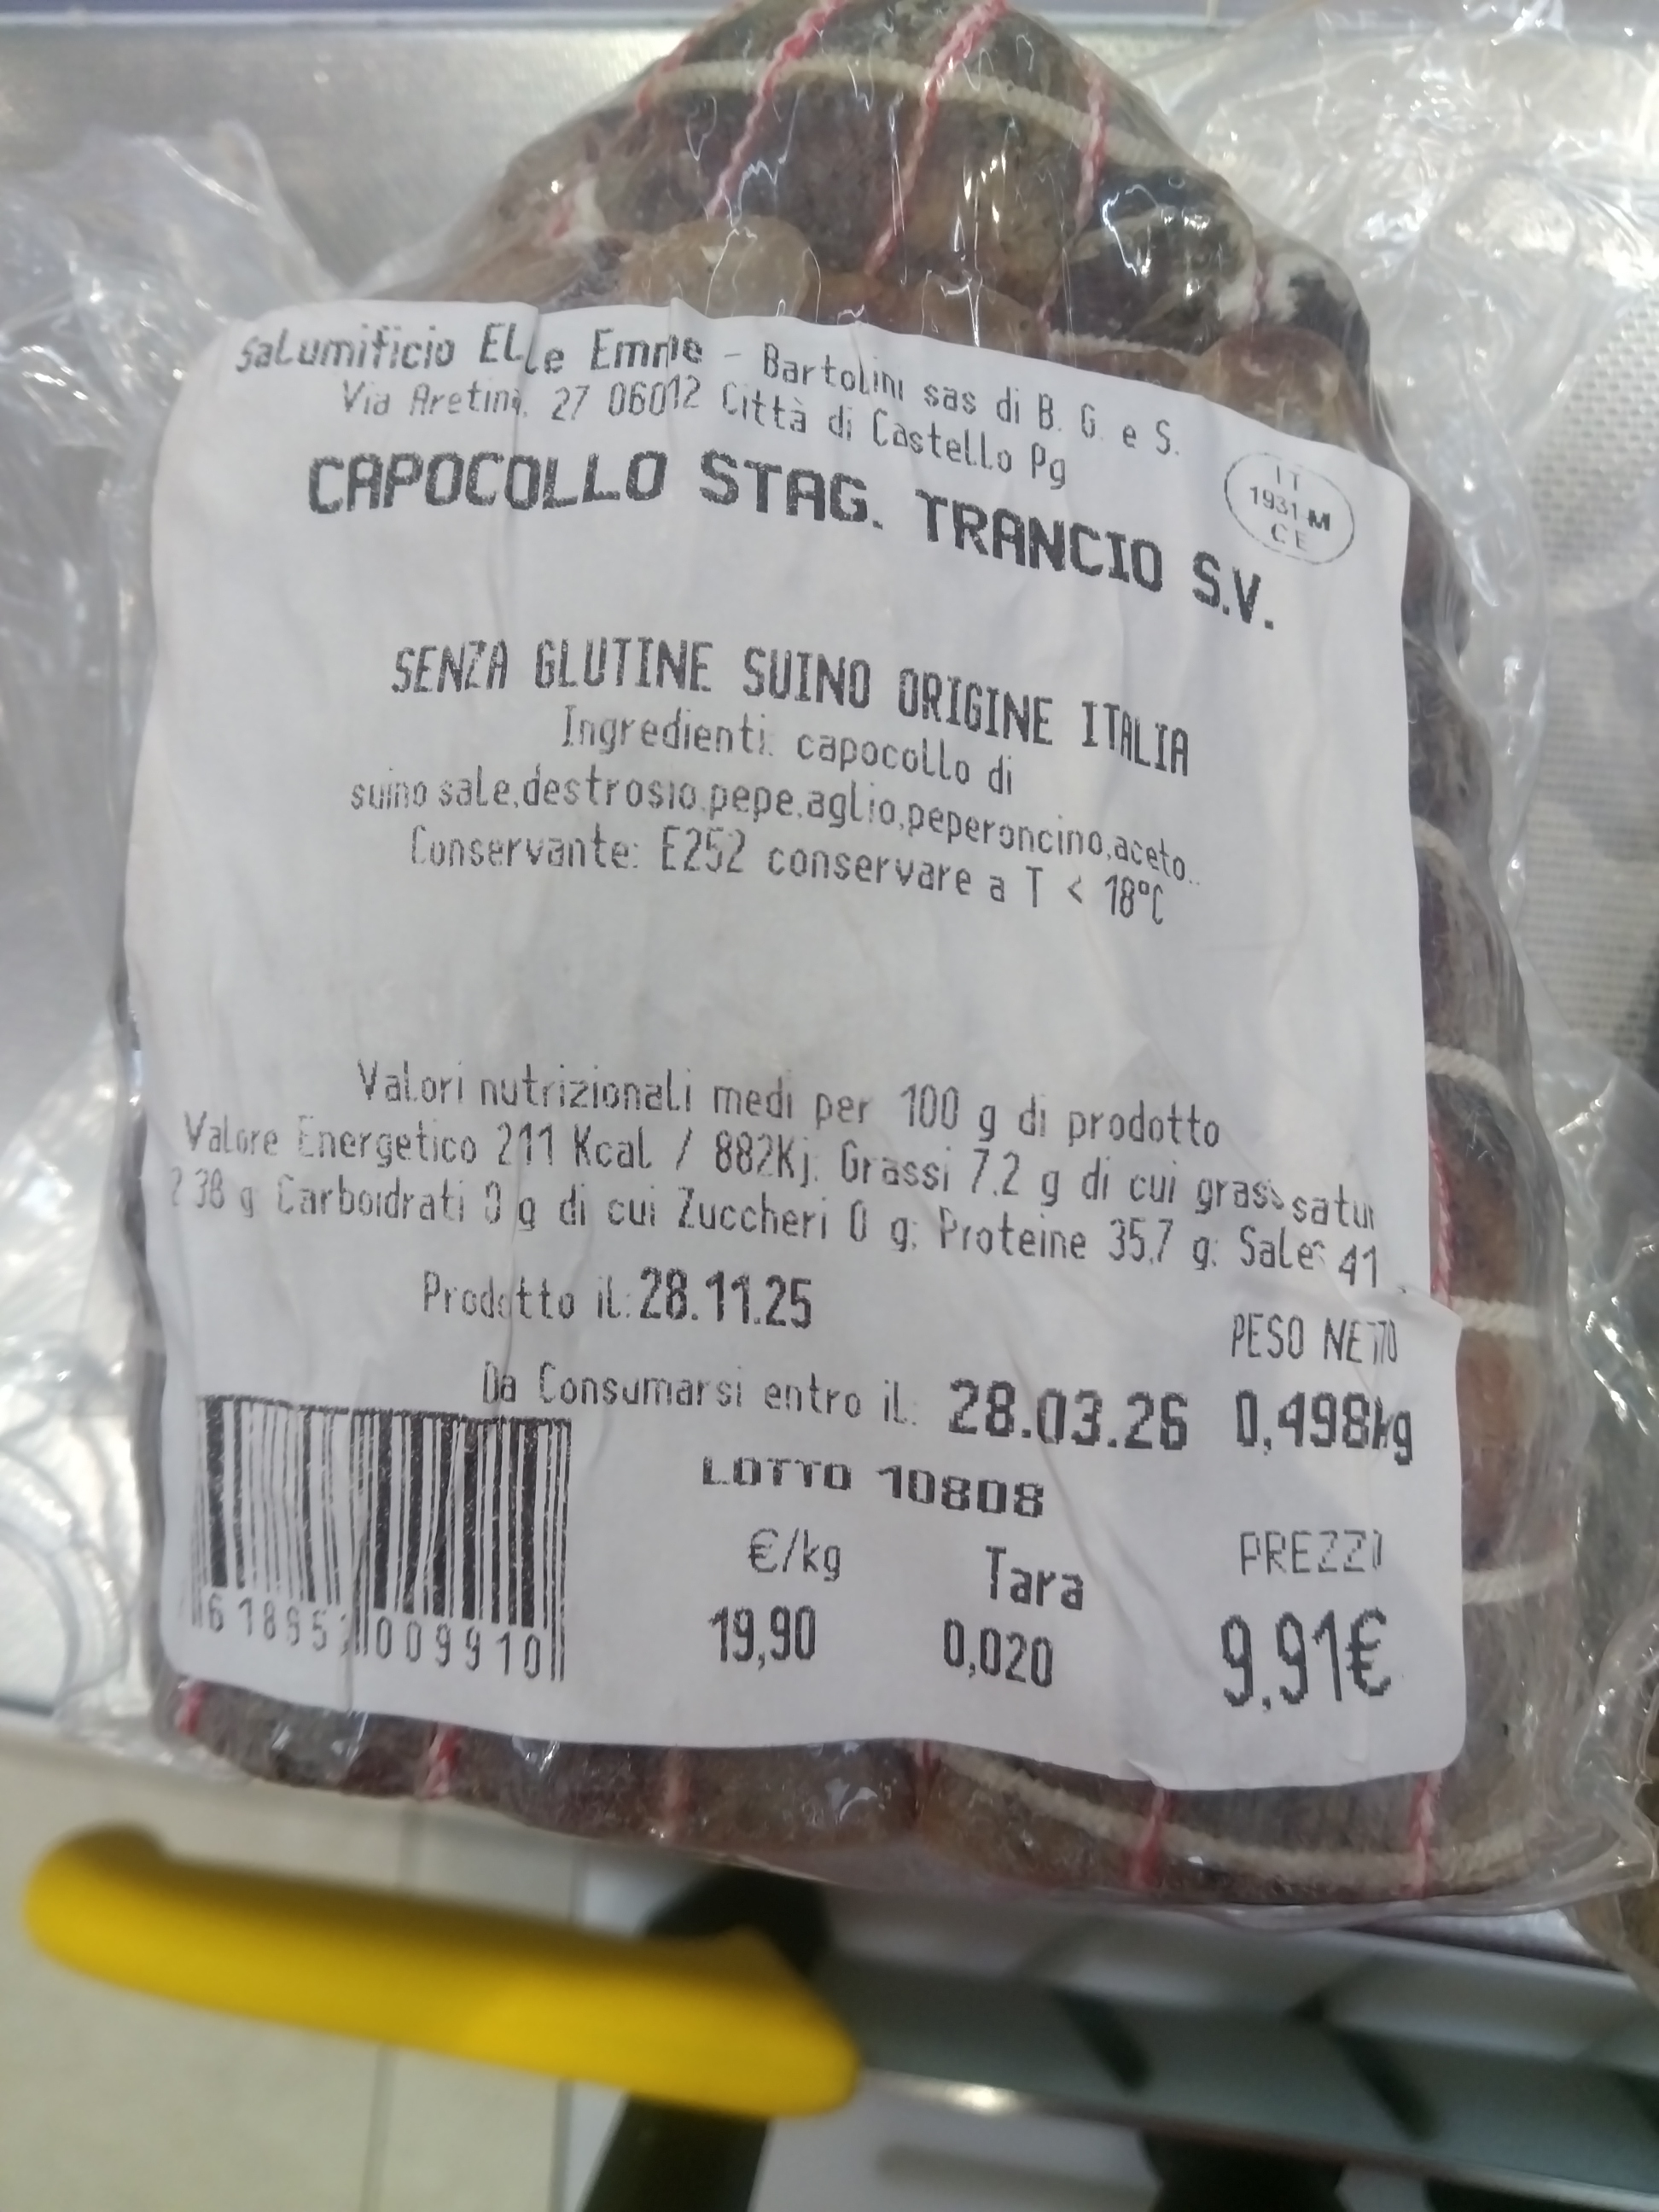 Salumificio Elle Emme - Bartolini sas di B. G. e S.
Via Aretina, 27 06012 Città di Castello Pg
IT
1931 M
CE
CAPOCOLLO STAG. TRANCIO S.V.
SENZA GLUTINE SUINO ORIGINE ITALIA
Ingredienti: capocollo di
suino sale,destrosio,pepe,aglio,peperoncino,aceto..
Conservante: E252 conservare a T < 18°C
Valori nutrizionali medi per 100 g di prodotto
Valore Energetico 211 Kcal / 882Kj: Grassi 7.2 g di cui grassi satur
2.38 g Carboidrati 0 g di cui Zuccheri 0 g; Proteine 35.7 g: Sale: 41
Prodotto il: 28.11.25
PESO NETTO
Da Consumarsi entro il: 28.03.26 0,498kg
LOTTO 10808
€/kg Tara PREZZO
19,90 0,020 9,91€
009910